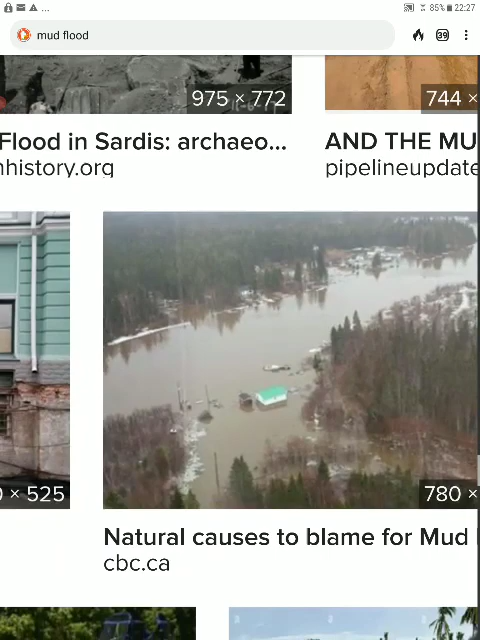 85% 22:27
mud flood
39
975 × 772
744 ×
Flood in Sardis: archaeo...
AND THE MU
nhistory.org
pipelineupdate
× 525
780 ×
Natural causes to blame for Mud
cbc.ca